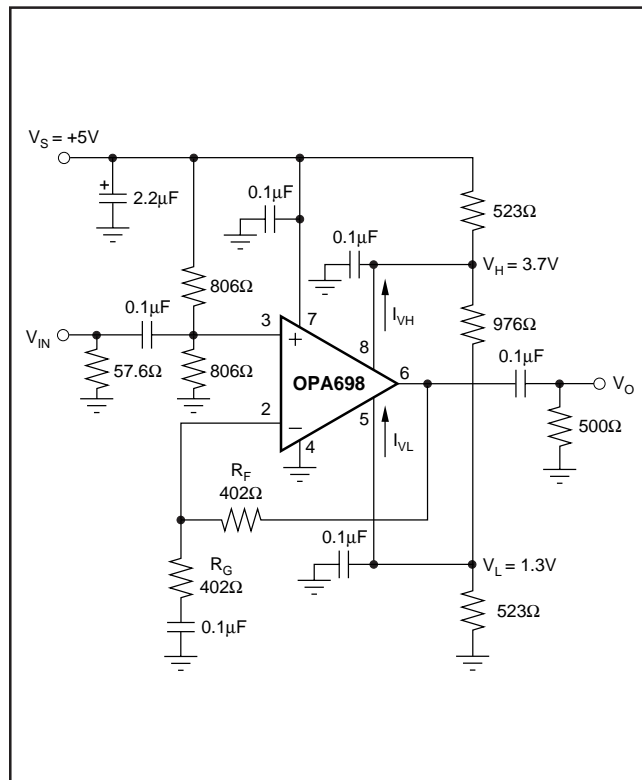 V_S = +5V
+
2.2µF
0.1µF
523Ω
0.1µF
V_H = 3.7V
806Ω
I_VH
976Ω
0.1µF
V_IN
3
7
8
0.1µF
+
57.6Ω
806Ω
OPA698
6
V_O
2
−
5
4
I_VL
500Ω
R_F
402Ω
0.1µF
V_L = 1.3V
R_G
402Ω
523Ω
0.1µF